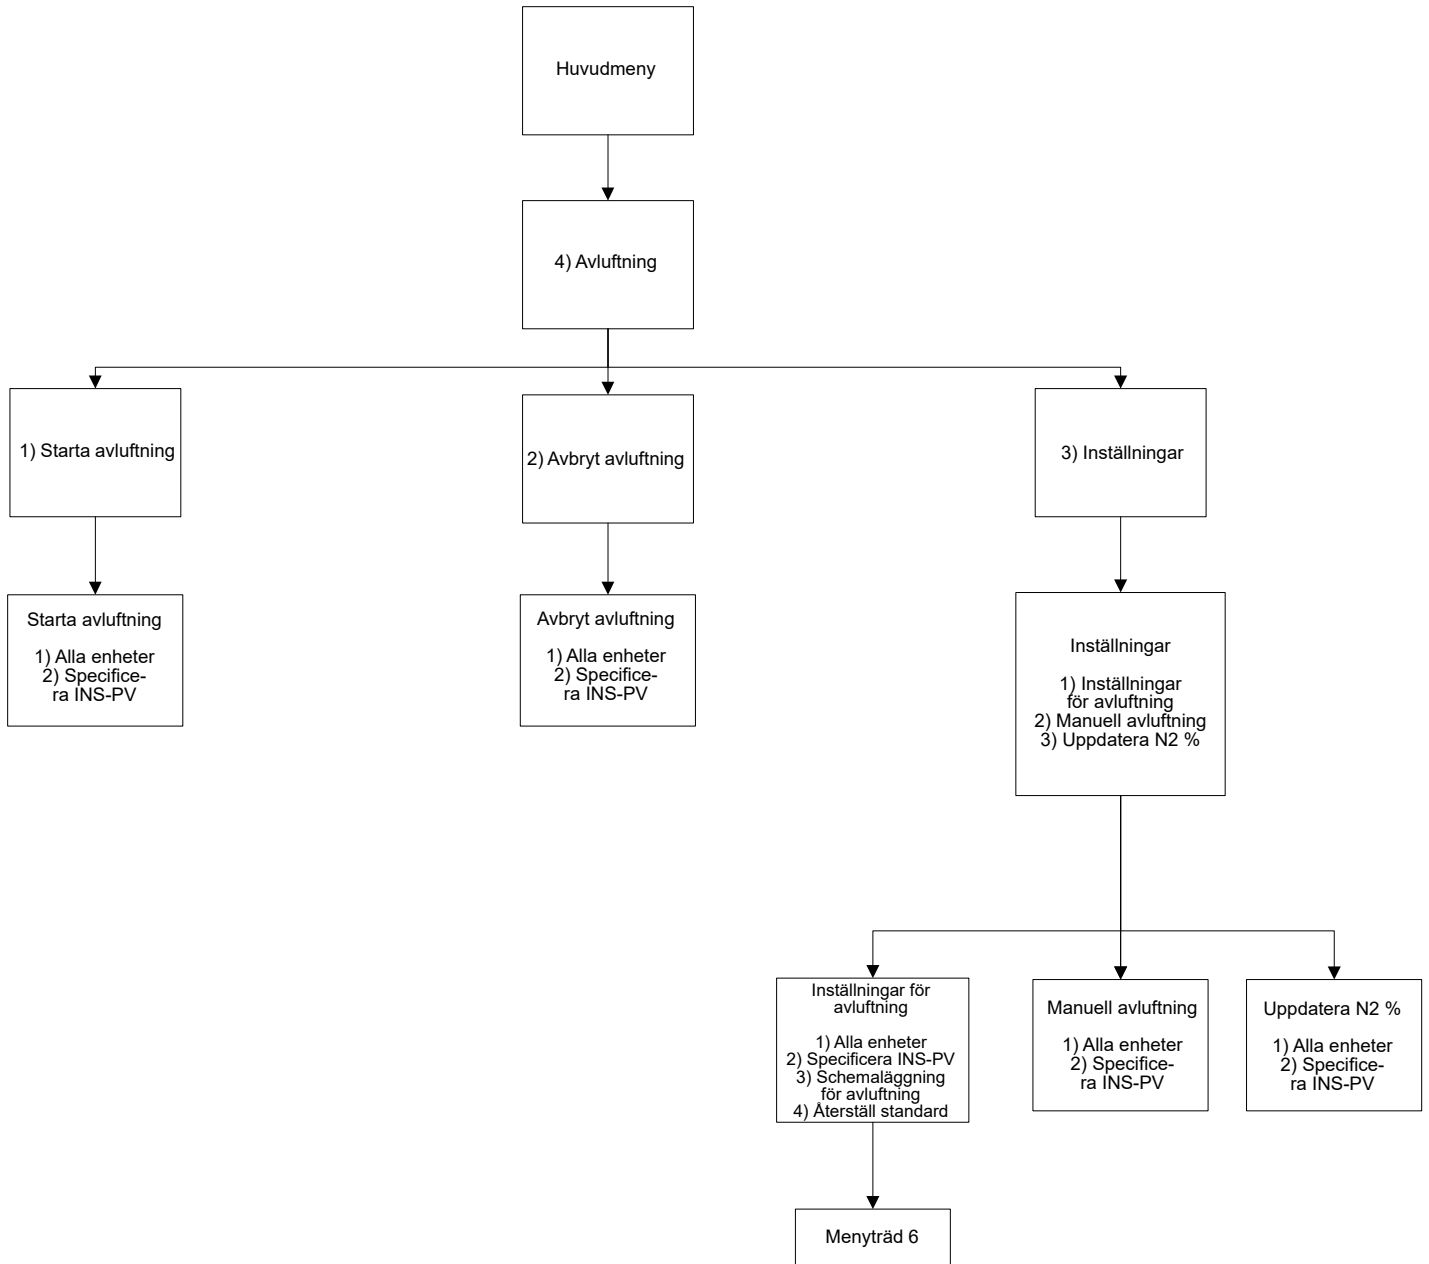 Huvudmeny
4) Avluftning
1) Starta avluftning
2) Avbryt avluftning
3) Inställningar
Starta avluftning
1) Alla enheter
2) Specifice-
ra INS-PV
Avbryt avluftning
1) Alla enheter
2) Specifice-
ra INS-PV
Inställningar
1) Inställningar
för avluftning
2) Manuell avluftning
3) Uppdatera N2 %
Inställningar för
avluftning
1) Alla enheter
2) Specificera INS-PV
3) Schemaläggning
för avluftning
4) Återställ standard
Manuell avluftning
1) Alla enheter
2) Specifice-
ra INS-PV
Uppdatera N2 %
1) Alla enheter
2) Specifice-
ra INS-PV
Menyträd 6